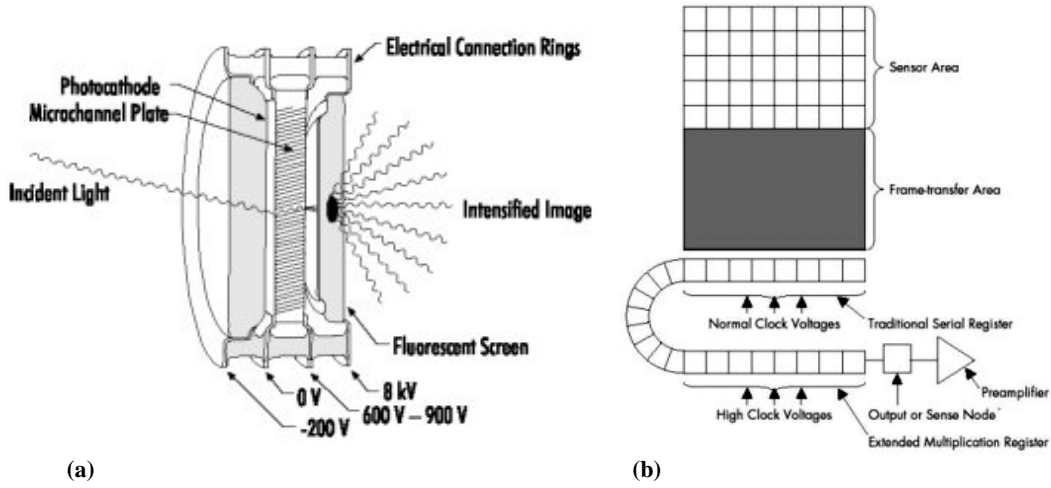 Electrical Connection Rings
Photocathode
Microchannel Plate
Incident Light
Intensified Image
Fluorescent Screen
0 V
8 kV
600 V – 900 V
-200 V
(a)
Sensor Area
Frame-transfer Area
Normal Clock Voltages
Traditional Serial Register
Preamplifier
High Clock Voltages
Output or Sense Node
Extended Multiplication Register
(b)